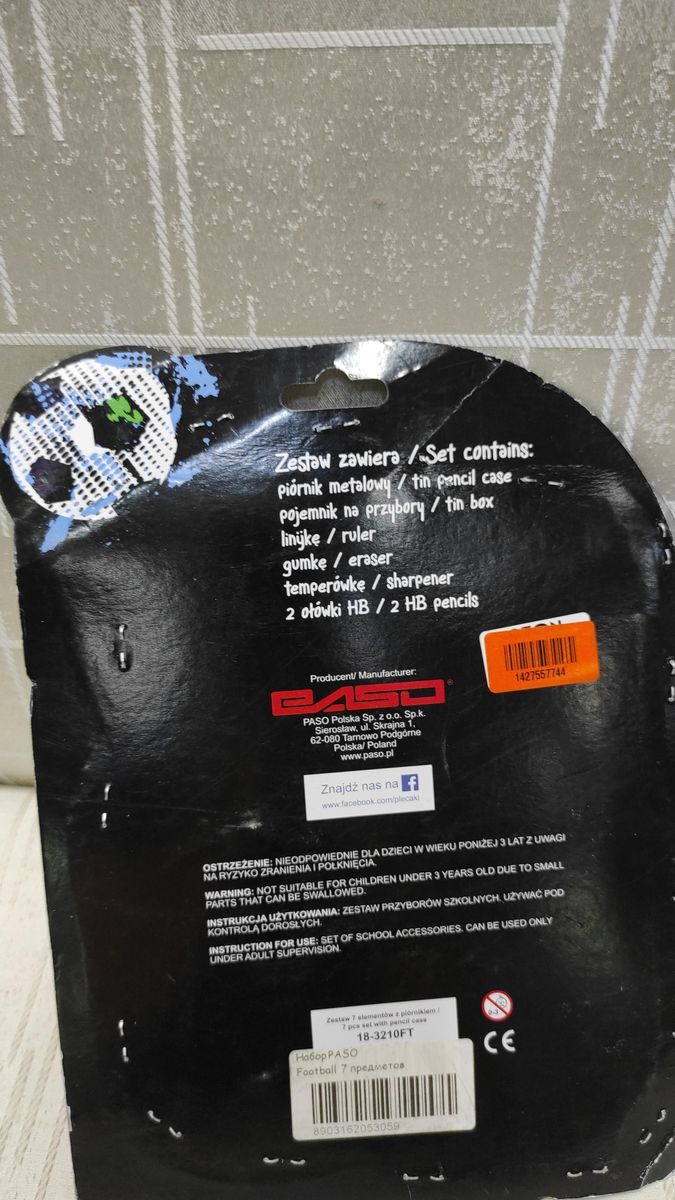 Zestaw zawiera / Set contains:
piórnik metalowy / tin pencil case
pojemnik na przybory / tin box
linijkę / ruler
gumkę / eraser
temperówkę / sharpener
2 ołówki HB / 2 HB pencils
1427557744
Producent/ Manufacturer:
PASO®
PASO Polska Sp. z o.o. Sp.k.
Sierosław, ul. Skrajna 1,
62-080 Tarnowo Podgórne
Polska/ Poland
www.paso.pl
Znajdź nas na f
www.facebook.com/plecaki
OSTRZEŻENIE: NIEODPOWIEDNIE DLA DZIECI W WIEKU PONIŻEJ 3 LAT Z UWAGI
NA RYZYKO ZRANIENIA I POŁKNIĘCIA.
WARNING: NOT SUITABLE FOR CHILDREN UNDER 3 YEARS OLD DUE TO SMALL
PARTS THAT CAN BE SWALLOWED.
INSTRUKCJA UŻYTKOWANIA: ZESTAW PRZYBORÓW SZKOLNYCH. UŻYWAĆ POD
KONTROLĄ DOROSŁYCH.
INSTRUCTION FOR USE: SET OF SCHOOL ACCESSORIES. CAN BE USED ONLY
UNDER ADULT SUPERVISION.
Zestaw 7 elementów z piórnikiem /
7 pcs set with pencil case
18-3210FT
0-3
CE
Набор PASO
Football 7 предметов
8903162053059